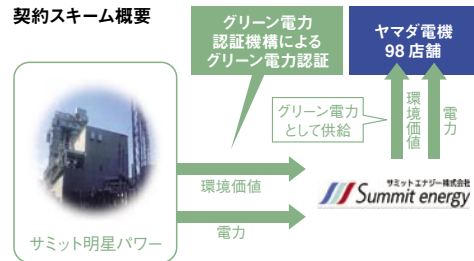 契約スキーム概要
グリーン電力
認証機構による
グリーン電力認証
ヤマダ電機
98店舗
グリーン電力
として供給
環境価値
電力
環境価値
電力
サミットエナジー株式会社
Summit energy
サミット明星パワー